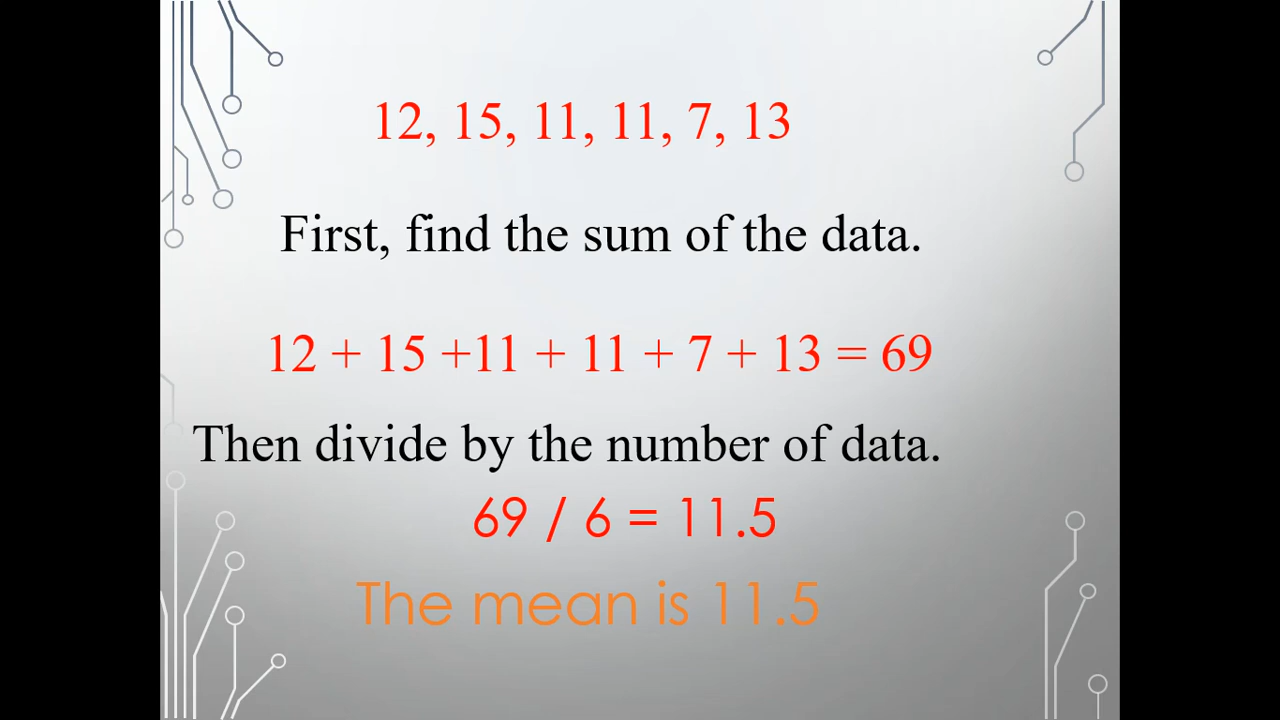 12, 15, 11, 11, 7, 13
First, find the sum of the data.
12 + 15 +11 + 11 + 7 + 13 = 69
Then divide by the number of data.
69 / 6 = 11.5
The mean is 11.5